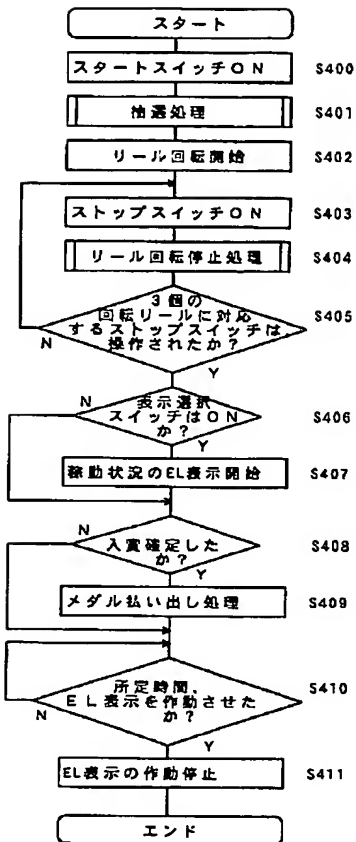 スタート
スタートスイッチON S400
抽選処理 S401
リール回転開始 S402
ストップスイッチON S403
リール回転停止処理 S404
3個の
回転リールに対応
するストップスイッチは
操作されたか? S405
N
Y
表示選択
スイッチはON
か? S406
N
Y
稼動状況のEL表示開始 S407
N
入賞確定した
か? S408
Y
メダル払い出し処理 S409
所定時間、
EL表示を作動させた
か? S410
N
Y
EL表示の作動停止 S411
エンド